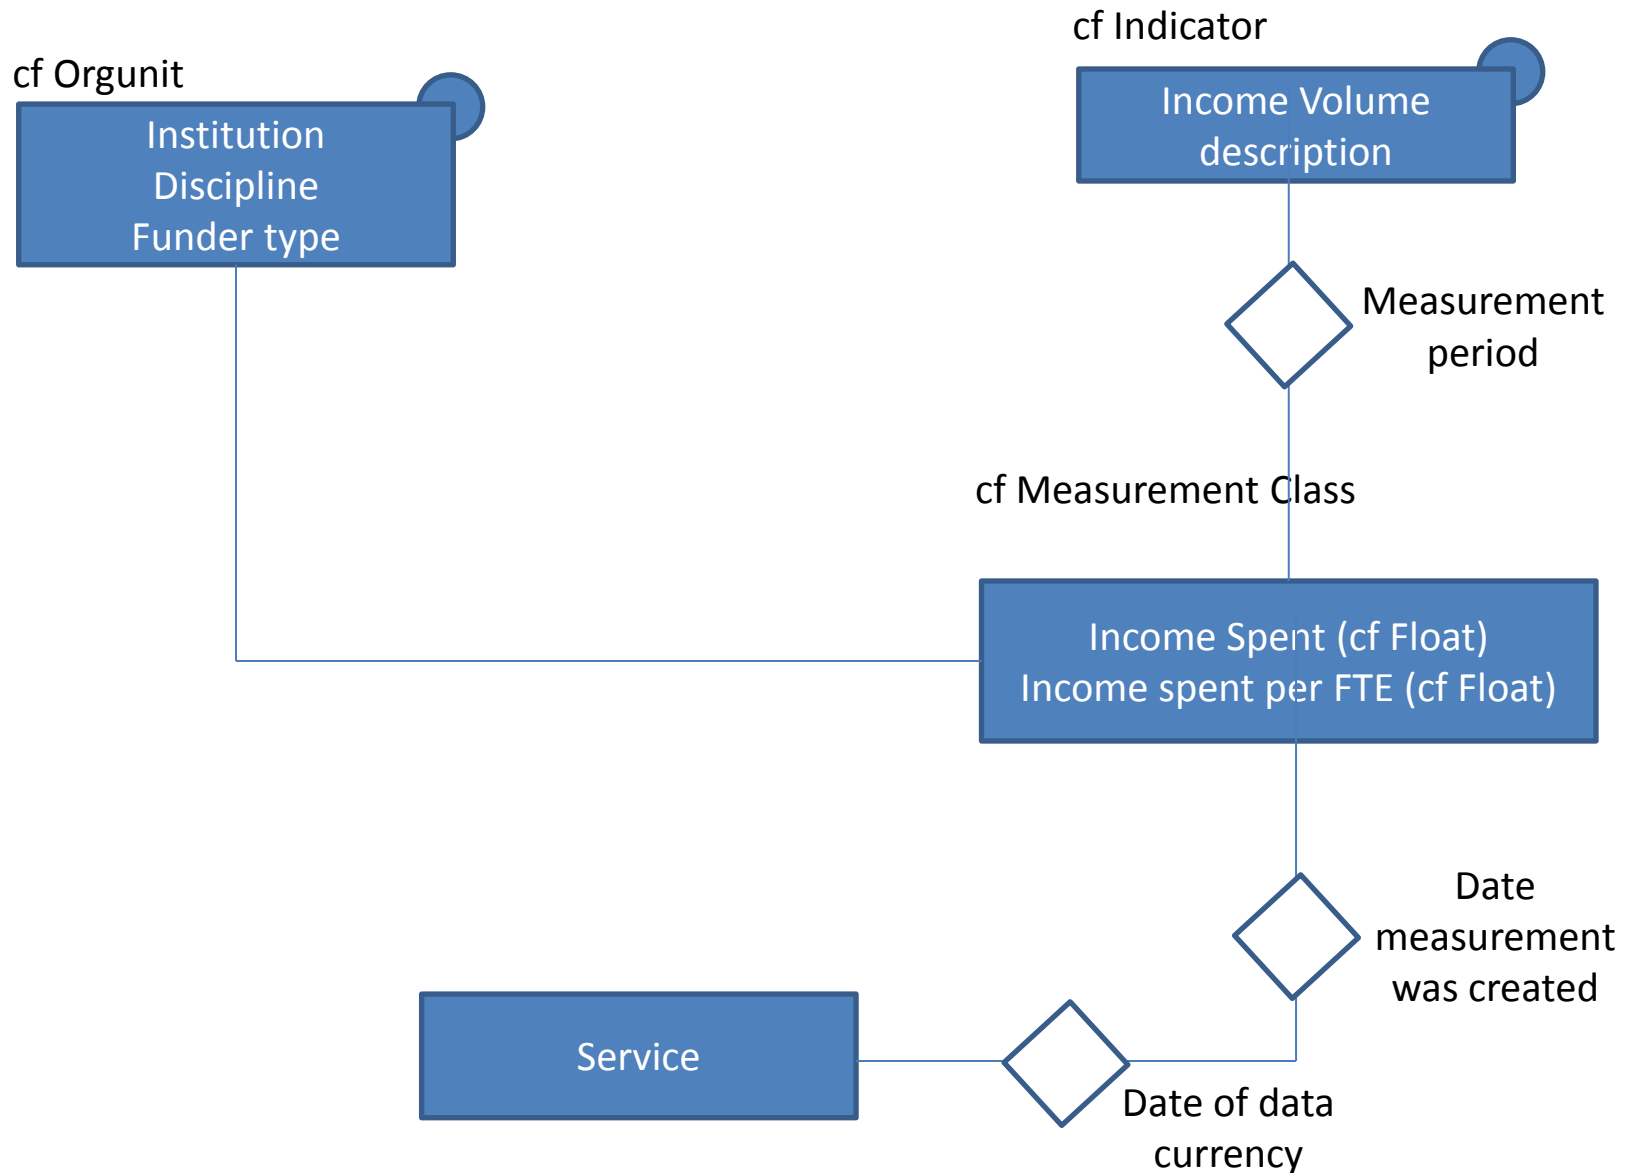 cf Indicator
cf Orgunit
Income Volume
description
Institution
Discipline
Funder type
Measurement
period
cf Measurement Class
Income Spent (cf Float)
Income spent per FTE (cf Float)
Date
measurement
was created
Service
Date of data
currency